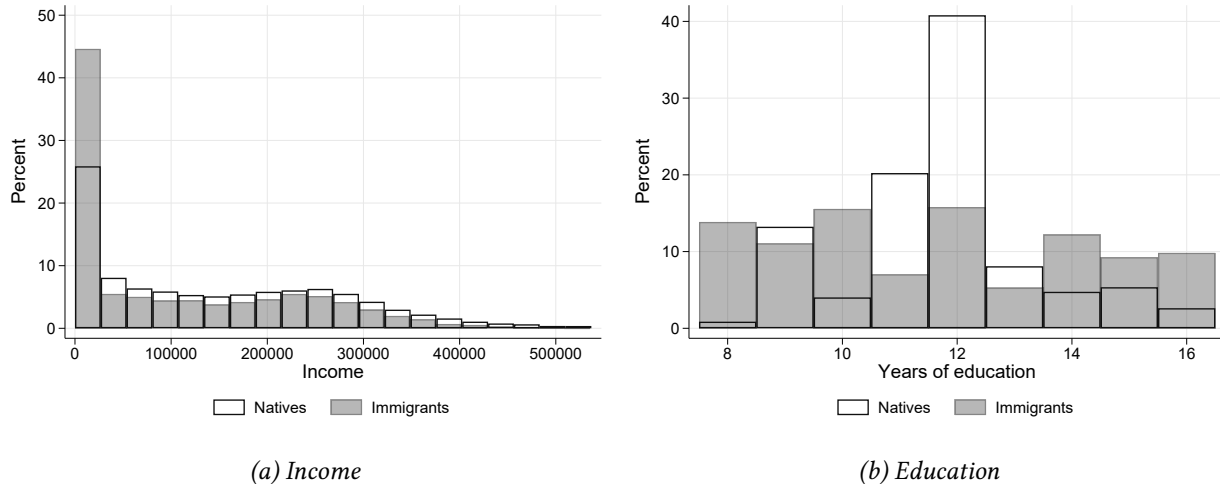 50
40
30
20
10
0
Percent
0 100000 200000 300000 400000 500000
Income
Natives Immigrants
(a) Income
40
30
20
10
0
Percent
8 10 12 14 16
Years of education
Natives Immigrants
(b) Education